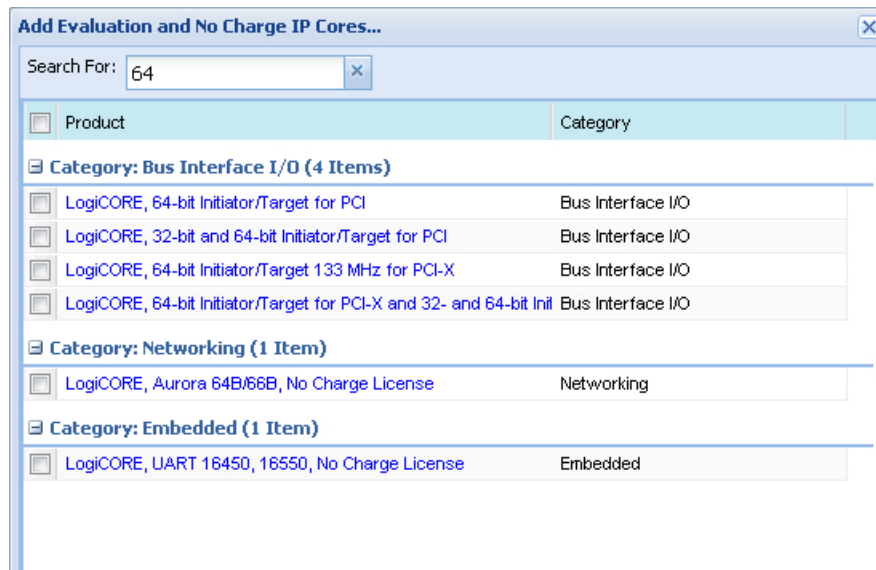 Add Evaluation and No Charge IP Cores...
Search For: 64
Product Category
Category: Bus Interface I/O (4 Items)
LogiCORE, 64-bit Initiator/Target for PCI Bus Interface I/O
LogiCORE, 32-bit and 64-bit Initiator/Target for PCI Bus Interface I/O
LogiCORE, 64-bit Initiator/Target 133 MHz for PCI-X Bus Interface I/O
LogiCORE, 64-bit Initiator/Target for PCI-X and 32- and 64-bit Init Bus Interface I/O
Category: Networking (1 Item)
LogiCORE, Aurora 64B/66B, No Charge License Networking
Category: Embedded (1 Item)
LogiCORE, UART 16450, 16550, No Charge License Embedded